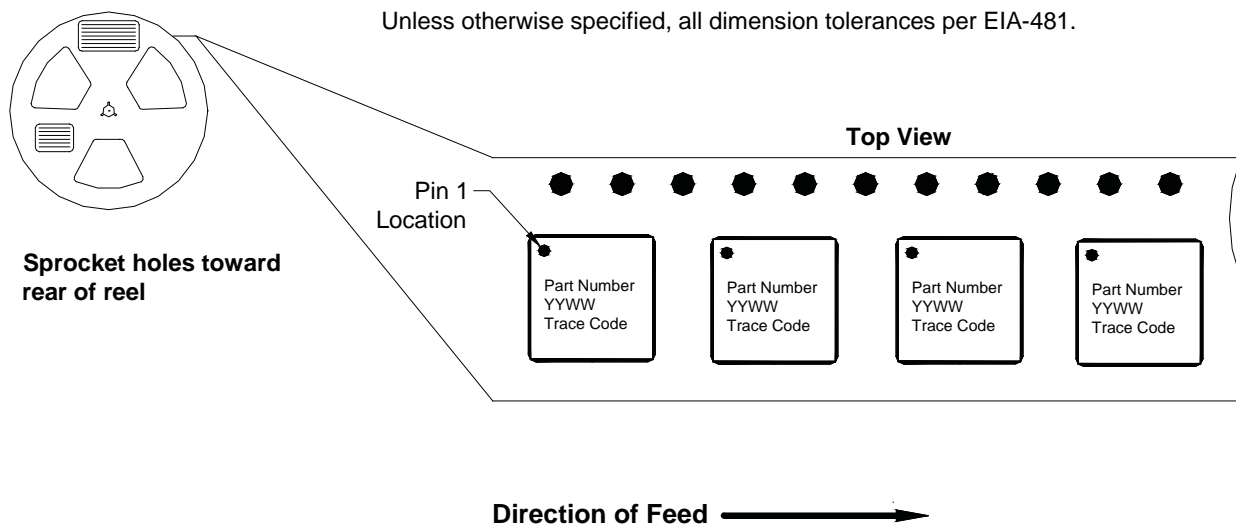 Unless otherwise specified, all dimension tolerances per EIA-481.
Top View
Pin 1
Location
Sprocket holes toward
rear of reel
Part Number
YYWW
Trace Code
Part Number
YYWW
Trace Code
Part Number
YYWW
Trace Code
Part Number
YYWW
Trace Code
Direction of Feed